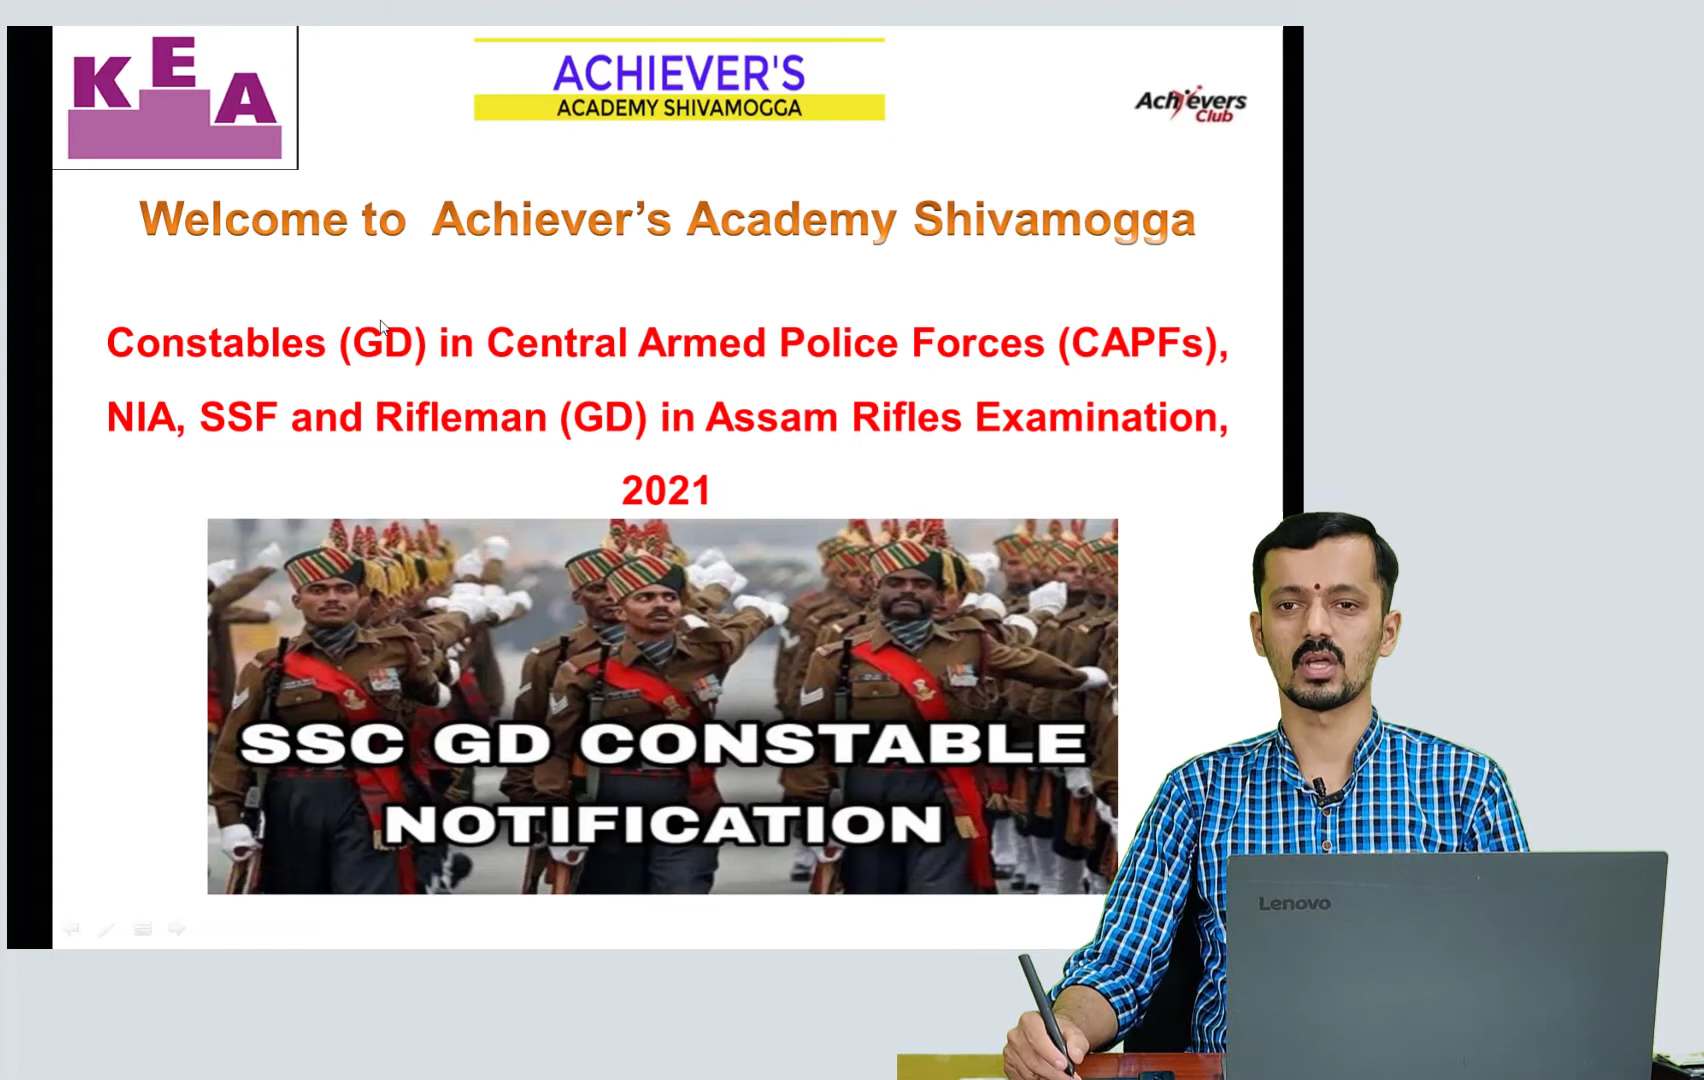 KEA
ACHIEVER'S
ACADEMY SHIVAMOGGA
Achievers
Club
Welcome to Achiever’s Academy Shivamogga
Constables (GD) in Central Armed Police Forces (CAPFs),
NIA, SSF and Rifleman (GD) in Assam Rifles Examination,
2021
SSC GD CONSTABLE
NOTIFICATION
Lenovo